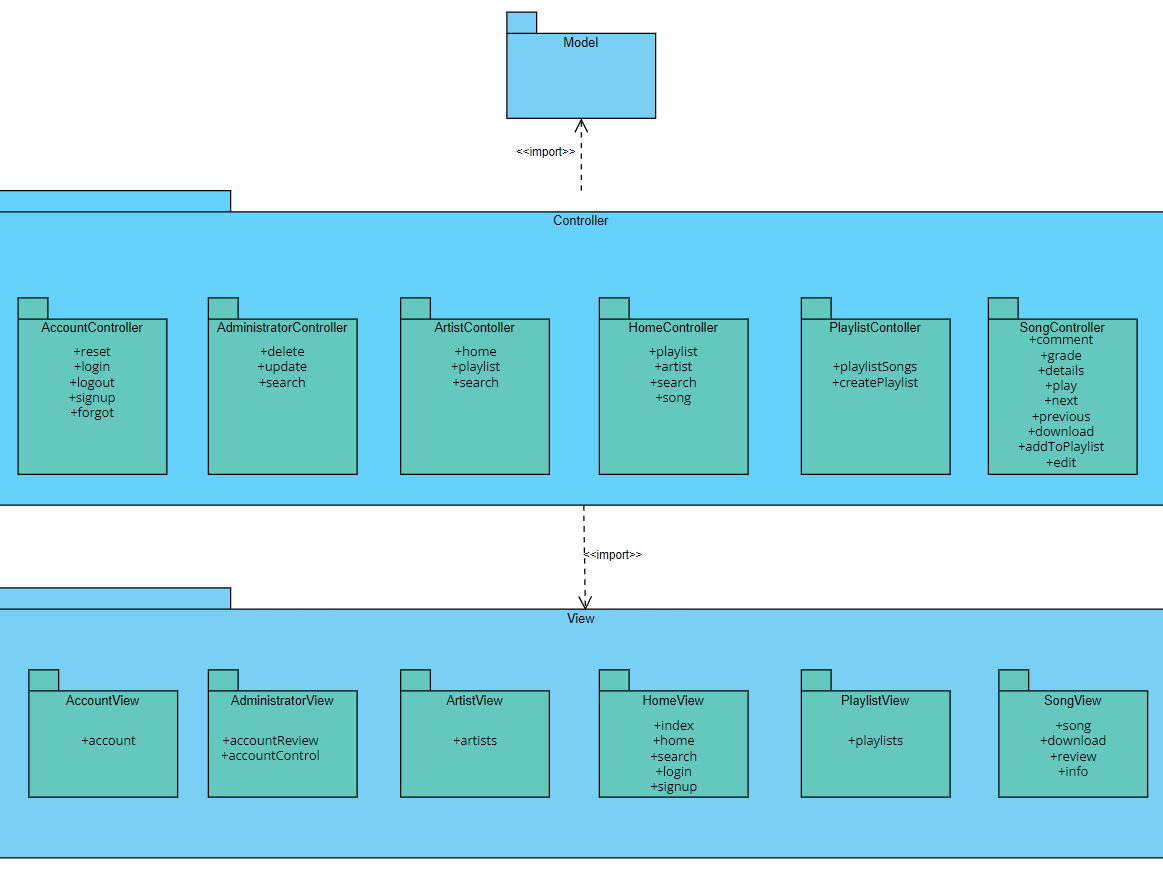 Model
<<import>>
Controller
AccountController
+reset
+login
+logout
+signup
+forgot
AdministratorController
+delete
+update
+search
ArtistContoller
+home
+playlist
+search
HomeController
+playlist
+artist
+search
+song
PlaylistContoller
+playlistSongs
+createPlaylist
SongController
+comment
+grade
+details
+play
+next
+previous
+download
+addToPlaylist
+edit
<<import>>
View
AccountView
+account
AdministratorView
+accountReview
+accountControl
ArtistView
+artists
HomeView
+index
+home
+search
+login
+signup
PlaylistView
+playlists
SongView
+song
+download
+review
+info